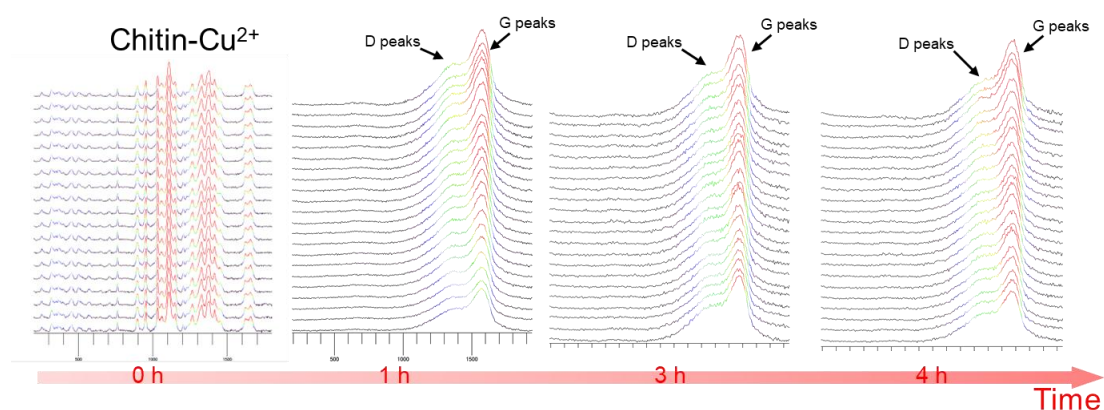 Chitin-Cu²⁺
D peaks
G peaks
D peaks
G peaks
D peaks
G peaks
500
1000
1500
500
1000
1500
0 h
1 h
3 h
4 h
Time